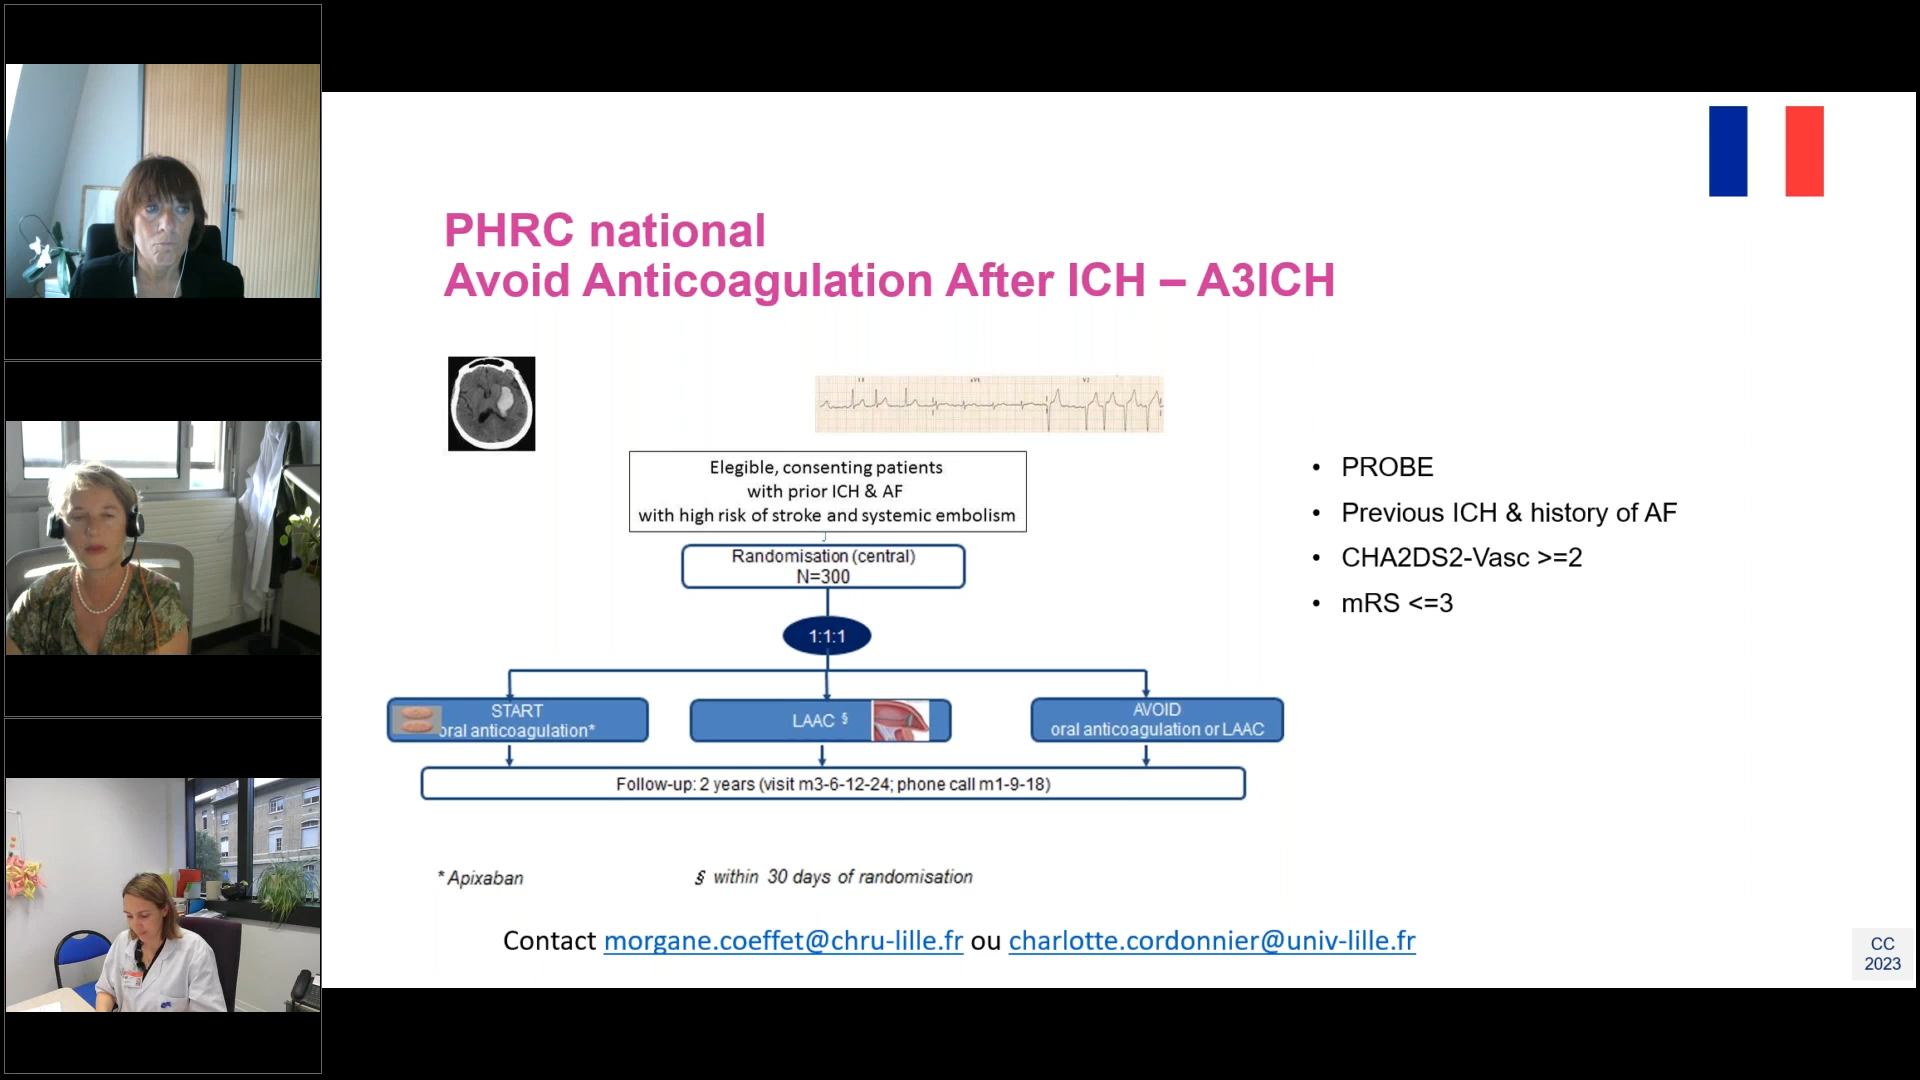 PHRC national
Avoid Anticoagulation After ICH – A3ICH
Elegible, consenting patients
with prior ICH & AF
with high risk of stroke and systemic embolism
Randomisation (central)
N=300
1:1:1
START
oral anticoagulation*
LAAC §
AVOID
oral anticoagulation or LAAC
Follow-up: 2 years (visit m3-6-12-24; phone call m1-9-18)
* Apixaban
§ within 30 days of randomisation
• PROBE
• Previous ICH & history of AF
• CHA2DS2-Vasc >=2
• mRS <=3
Contact morgane.coeffet@chru-lille.fr ou charlotte.cordonnier@univ-lille.fr
CC
2023